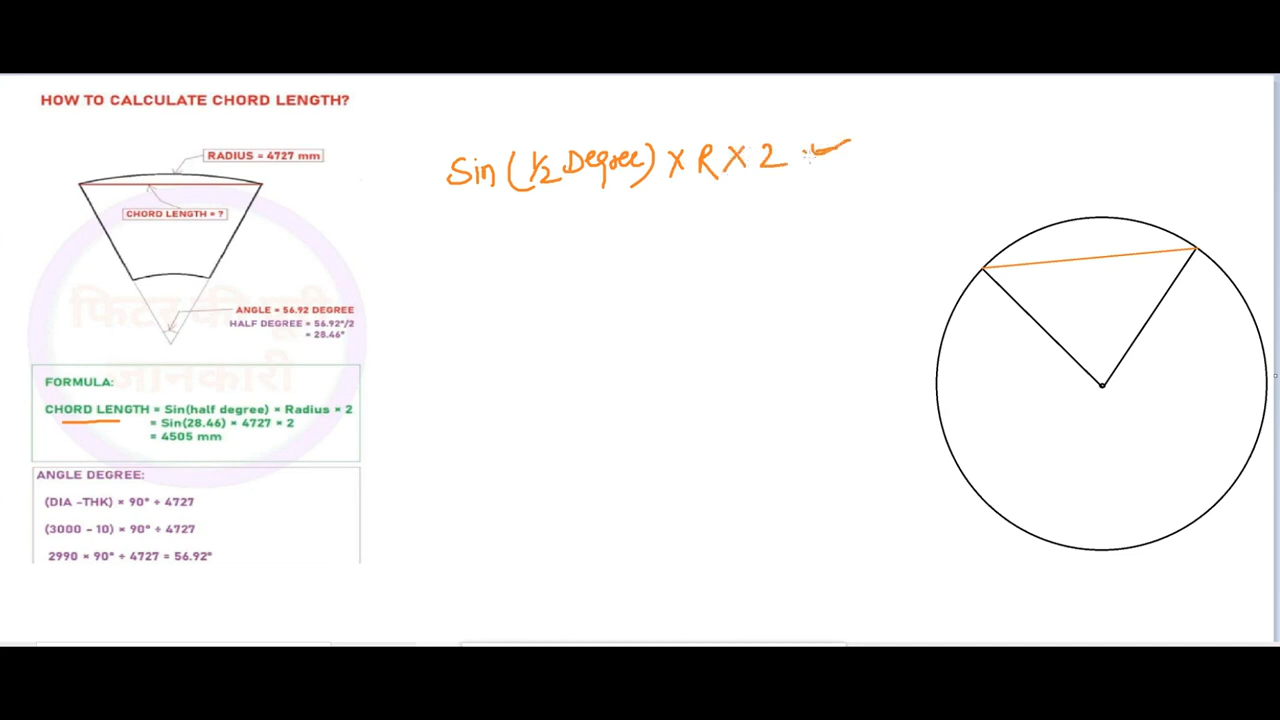 HOW TO CALCULATE CHORD LENGTH?
RADIUS = 4727 mm
CHORD LENGTH = ?
Sin (1/2 Degree) × R × 2
फिटर की पूरी
जानकारी
ANGLE = 56.92 DEGREE
HALF DEGREE = 56.92°/2
= 28.46°
FORMULA:
CHORD LENGTH = Sin(half degree) × Radius × 2
= Sin(28.46) × 4727 × 2
= 4505 mm
ANGLE DEGREE:
(DIA -THK) × 90° ÷ 4727
(3000 - 10) × 90° ÷ 4727
2990 × 90° ÷ 4727 = 56.92°